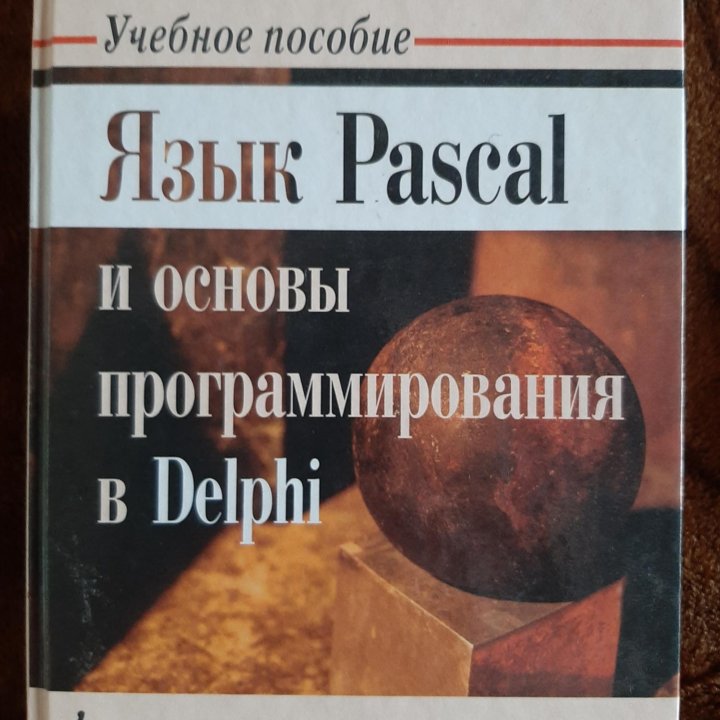 Учебное пособие
Язык Pascal
и основы
программирования
в Delphi